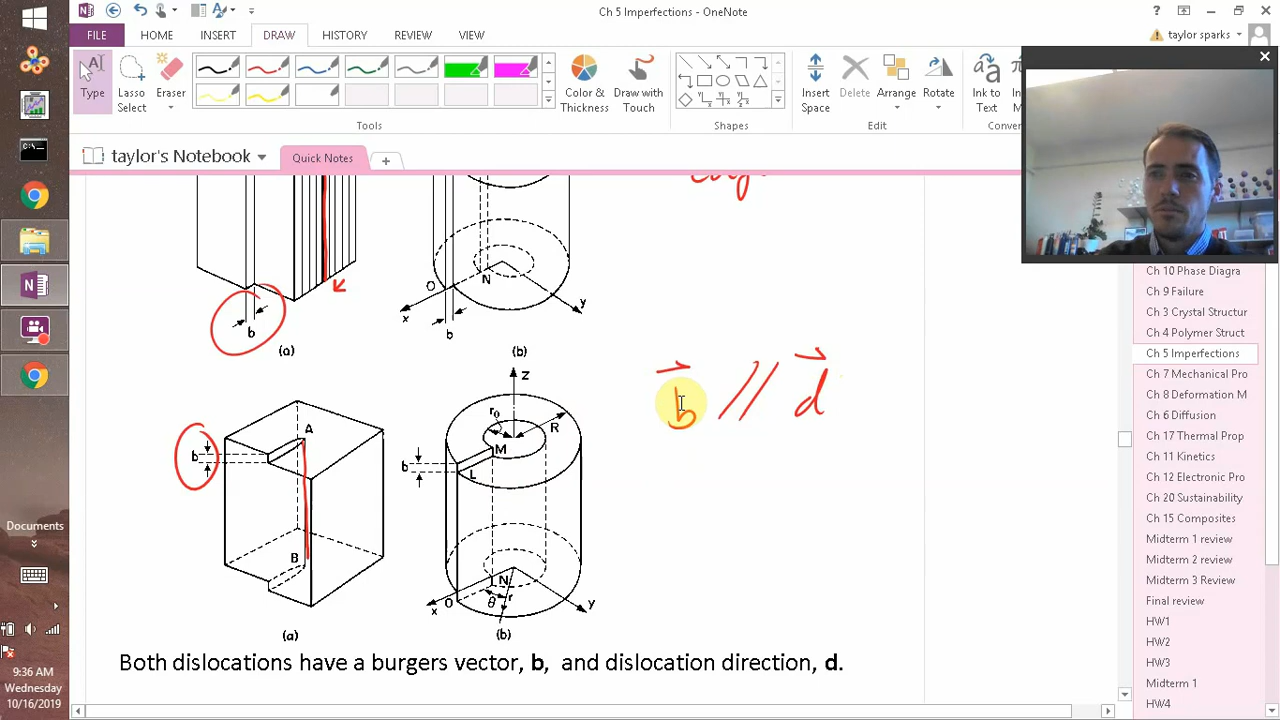 Ch 5 Imperfections - OneNote
FILE HOME INSERT DRAW HISTORY REVIEW VIEW
taylor sparks
Type
Lasso Select
Eraser
Color & Thickness
Draw with Touch
Insert Space
Delete
Arrange
Rotate
Ink to Text
Tools Shapes Edit
taylor's Notebook
Quick Notes
Ch 10 Phase Diagra
Ch 9 Failure
Ch 3 Crystal Structur
Ch 4 Polymer Struct
Ch 5 Imperfections
Ch 7 Mechanical Pro
Ch 8 Deformation M
Ch 6 Diffusion
Ch 17 Thermal Prop
Ch 11 Kinetics
Ch 12 Electronic Pro
Ch 20 Sustainability
Ch 15 Composites
Midterm 1 review
Midterm 2 review
Midterm 3 Review
Final review
HW1
HW2
HW3
Midterm 1
HW4
b
(a)
O N x y b
(b)
b // d
b A B
(a)
Z r₀ R M b L N O θ r x y
(b)
Both dislocations have a burgers vector, b, and dislocation direction, d.
Documents
9:36 AM
Wednesday
10/16/2019